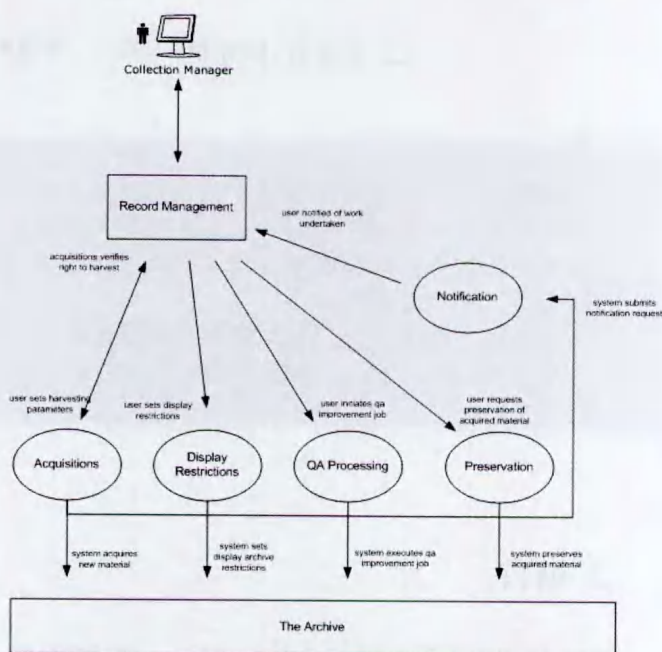 Collection Manager
Record Management
user notified of work
undertaken
acquisitions verifies
right to harvest
Notification
system submits
notification request
user sets harvesting
parameters
user sets display
restrictions
user initiates qa
improvement job
user requests
preservation of
acquired material
Acquisitions
Display
Restrictions
QA Processing
Preservation
system acquires
new material
system sets
display archive
restrictions
system executes qa
improvement job
system preserves
acquired material
The Archive